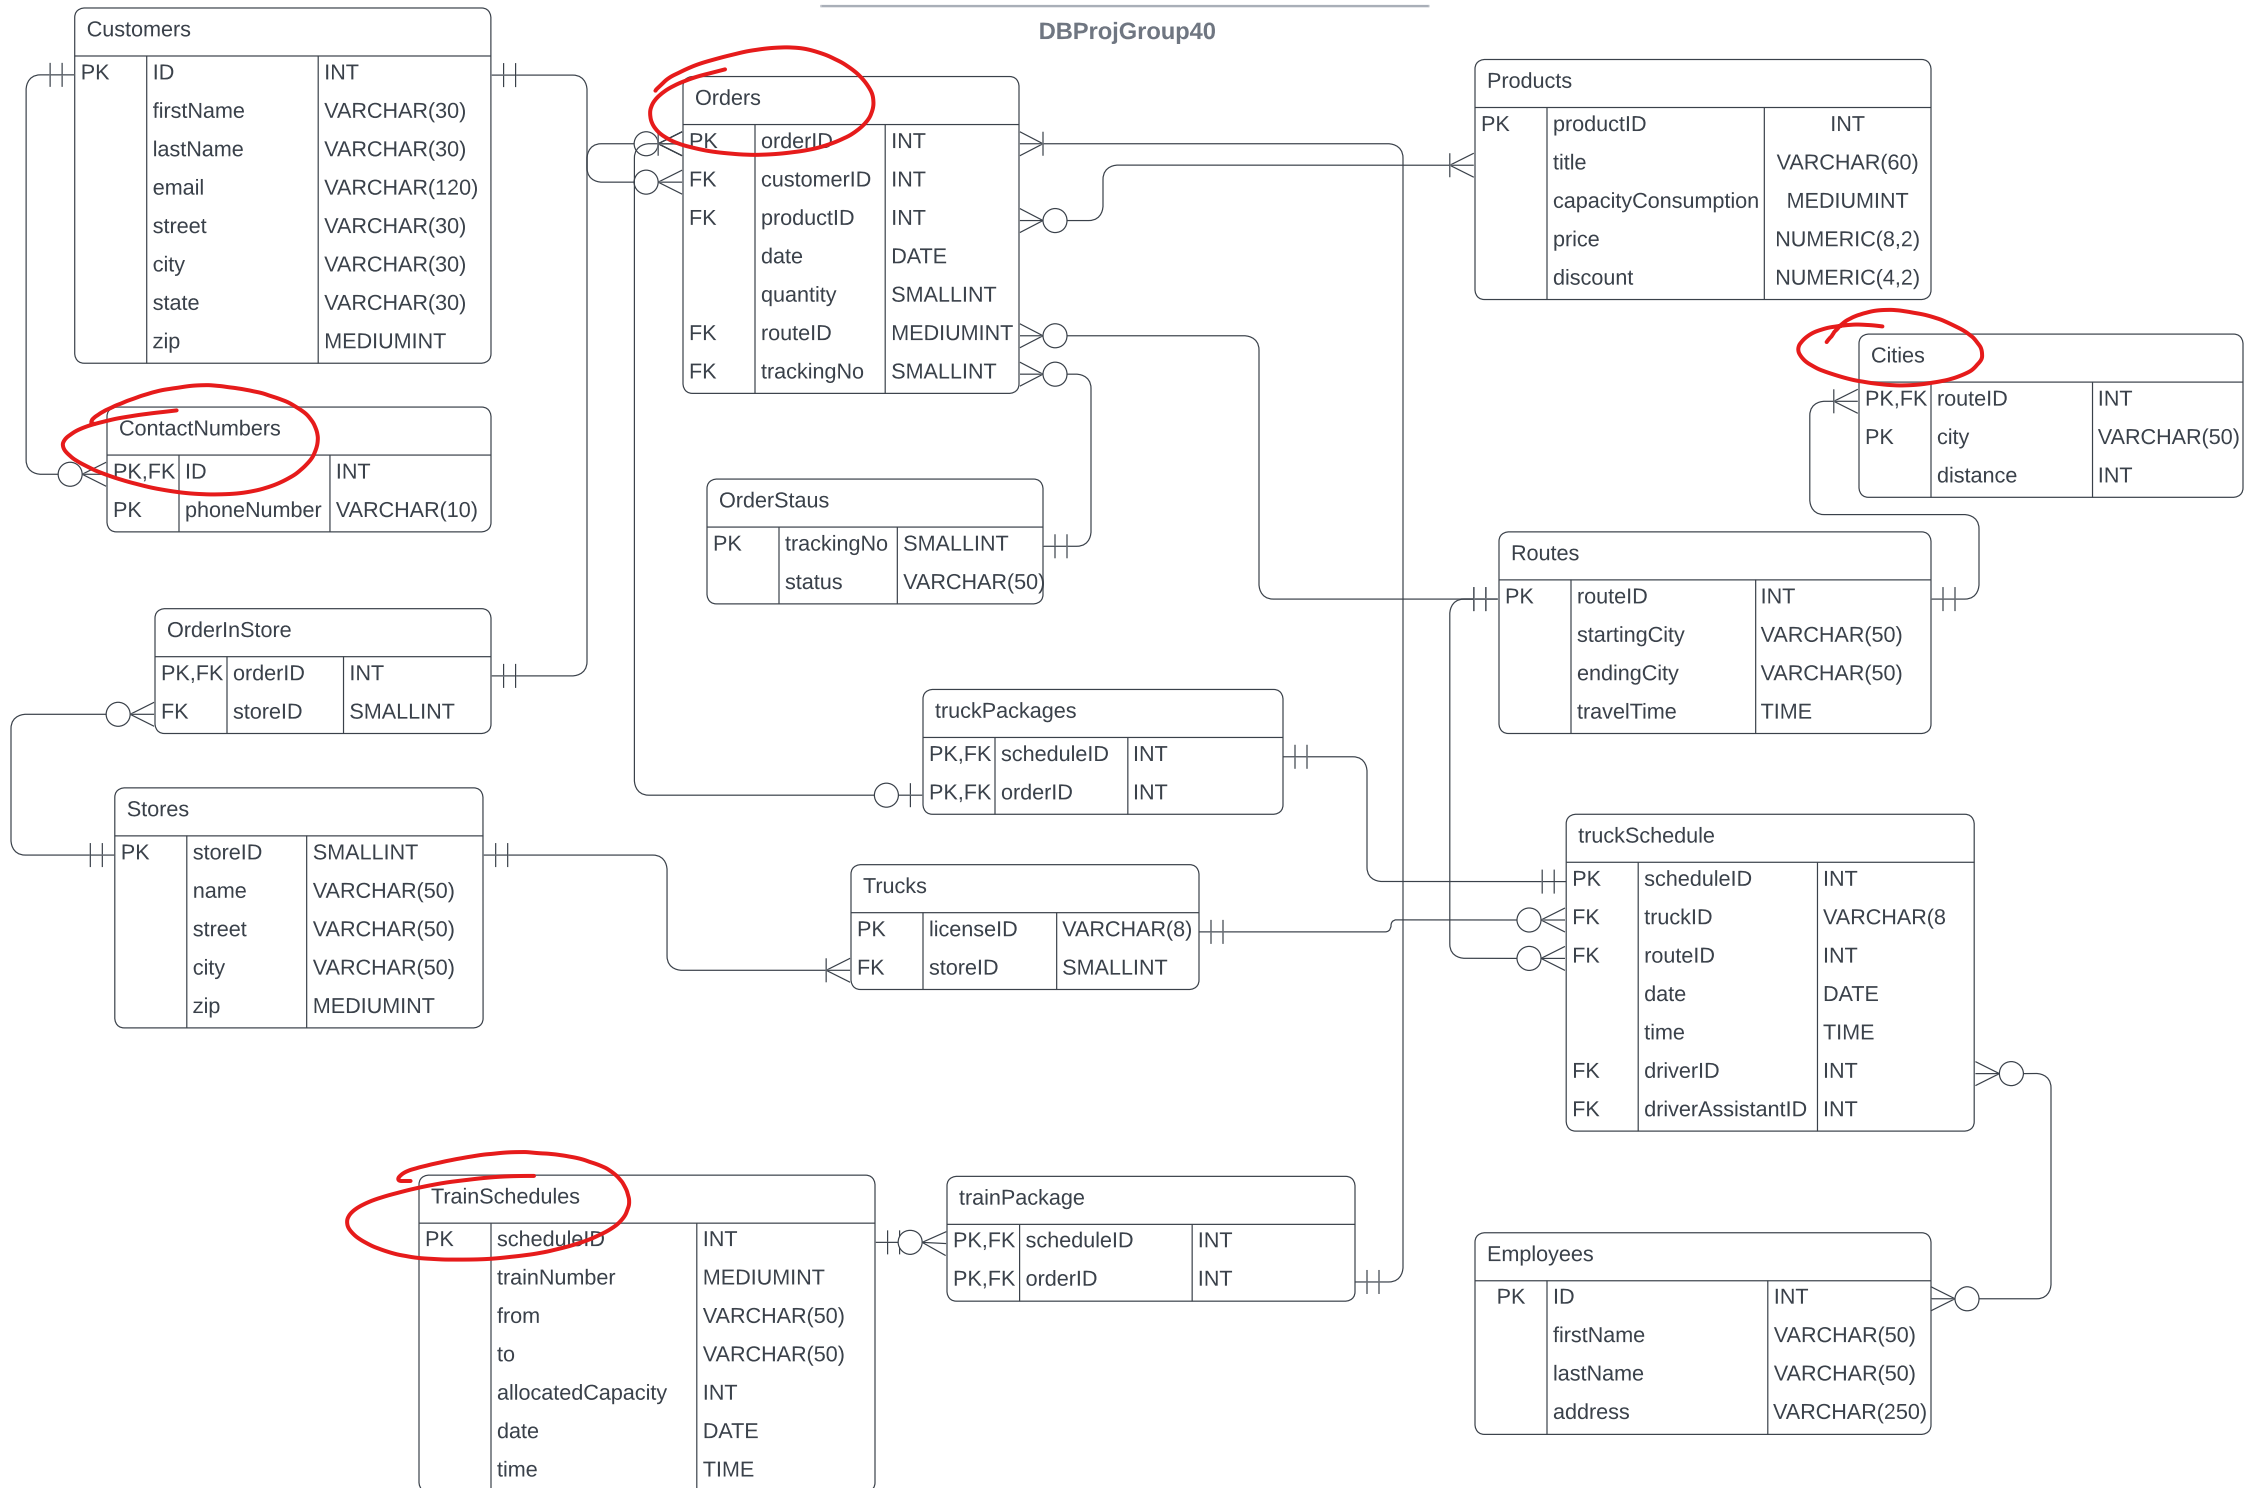 DBProjGroup40
Customers
PK ID INT
firstName VARCHAR(30)
lastName VARCHAR(30)
email VARCHAR(120)
street VARCHAR(30)
city VARCHAR(30)
state VARCHAR(30)
zip MEDIUMINT
ContactNumbers
PK,FK ID INT
PK phoneNumber VARCHAR(10)
OrderInStore
PK,FK orderID INT
FK storeID SMALLINT
Stores
PK storeID SMALLINT
name VARCHAR(50)
street VARCHAR(50)
city VARCHAR(50)
zip MEDIUMINT
Orders
PK orderID INT
FK customerID INT
FK productID INT
date DATE
quantity SMALLINT
FK routeID MEDIUMINT
FK trackingNo SMALLINT
OrderStaus
PK trackingNo SMALLINT
status VARCHAR(50)
truckPackages
PK,FK scheduleID INT
PK,FK orderID INT
Trucks
PK licenseID VARCHAR(8)
FK storeID SMALLINT
TrainSchedules
PK scheduleID INT
trainNumber MEDIUMINT
from VARCHAR(50)
to VARCHAR(50)
allocatedCapacity INT
date DATE
time TIME
trainPackage
PK,FK scheduleID INT
PK,FK orderID INT
Products
PK productID INT
title VARCHAR(60)
capacityConsumption MEDIUMINT
price NUMERIC(8,2)
discount NUMERIC(4,2)
Cities
PK,FK routeID INT
PK city VARCHAR(50)
distance INT
Routes
PK routeID INT
startingCity VARCHAR(50)
endingCity VARCHAR(50)
travelTime TIME
truckSchedule
PK scheduleID INT
FK truckID VARCHAR(8
FK routeID INT
date DATE
time TIME
FK driverID INT
FK driverAssistantID INT
Employees
PK ID INT
firstName VARCHAR(50)
lastName VARCHAR(50)
address VARCHAR(250)